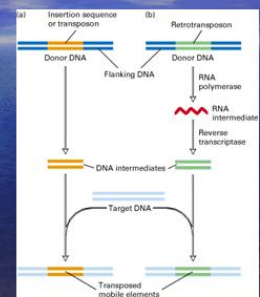 (a)
Insertion sequence
or transposon
Donor DNA
(b)
Retrotransposon
Donor DNA
Flanking DNA
RNA
polymerase
RNA
intermediate
Reverse
transcriptase
DNA intermediates
Target DNA
Transposed
mobile elements